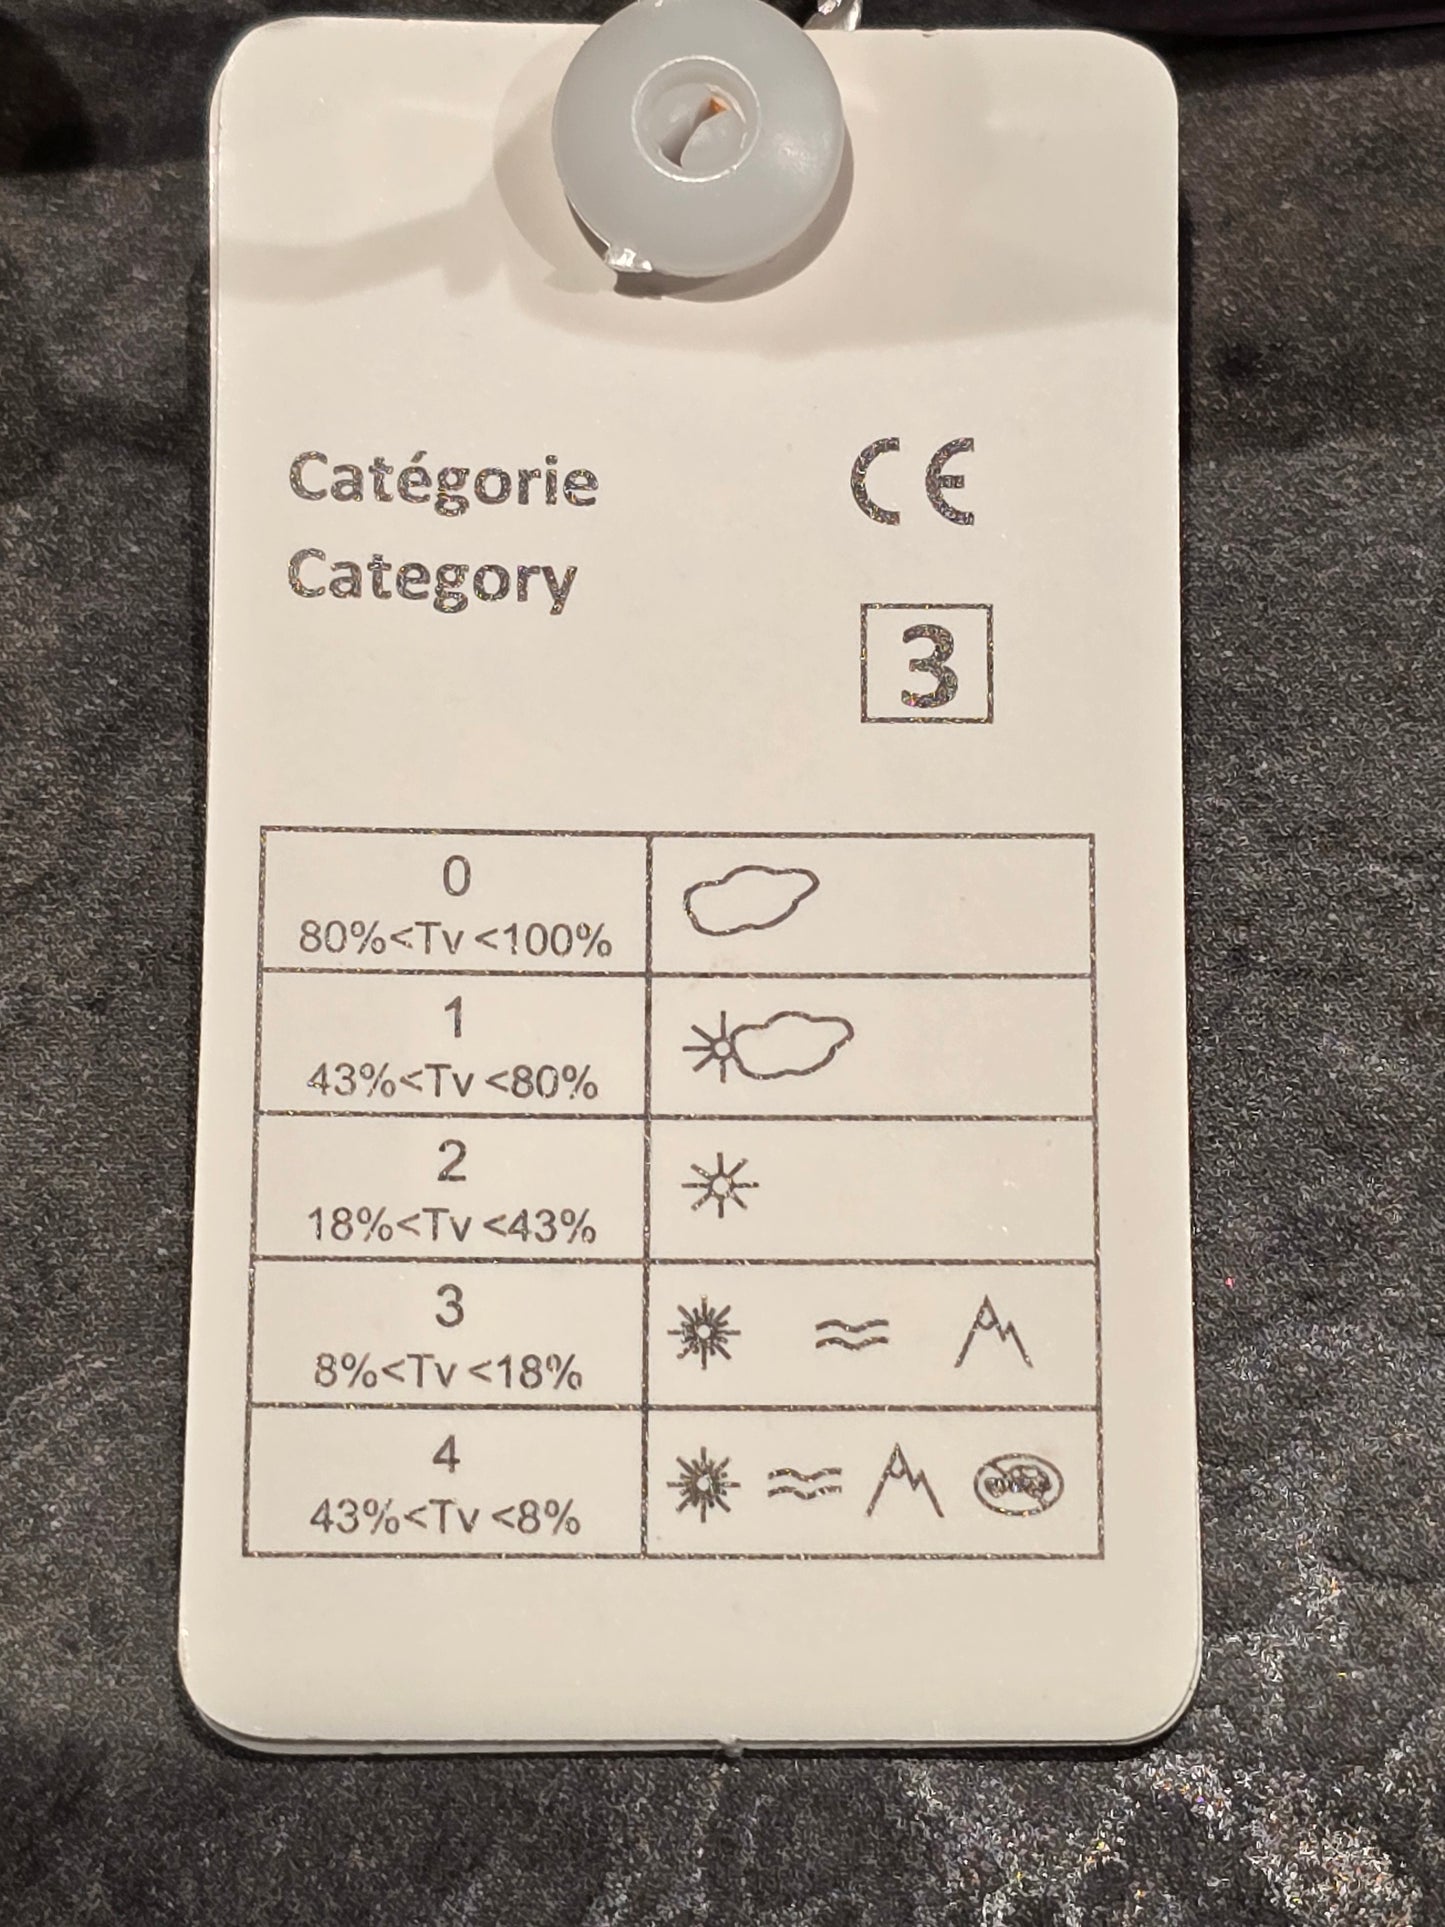 Catégorie
CE
Category
3
0
80%<Tv <100%
1
43%<Tv <80%
2
18%<Tv <43%
3
8%<Tv <18%
4
43%<Tv <8%